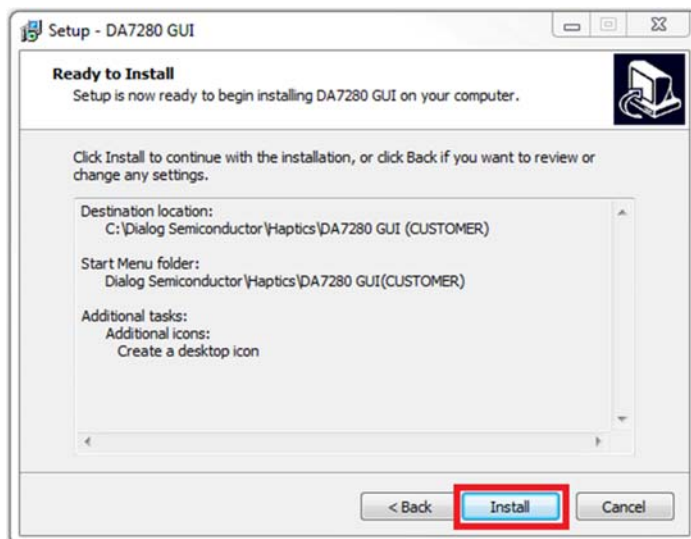 Setup - DA7280 GUI
Ready to Install
Setup is now ready to begin installing DA7280 GUI on your computer.
Click Install to continue with the installation, or click Back if you want to review or
change any settings.
Destination location:
C:\Dialog Semiconductor\Haptics\DA7280 GUI (CUSTOMER)
Start Menu folder:
Dialog Semiconductor\Haptics\DA7280 GUI(CUSTOMER)
Additional tasks:
Additional icons:
Create a desktop icon
< Back
Install
Cancel